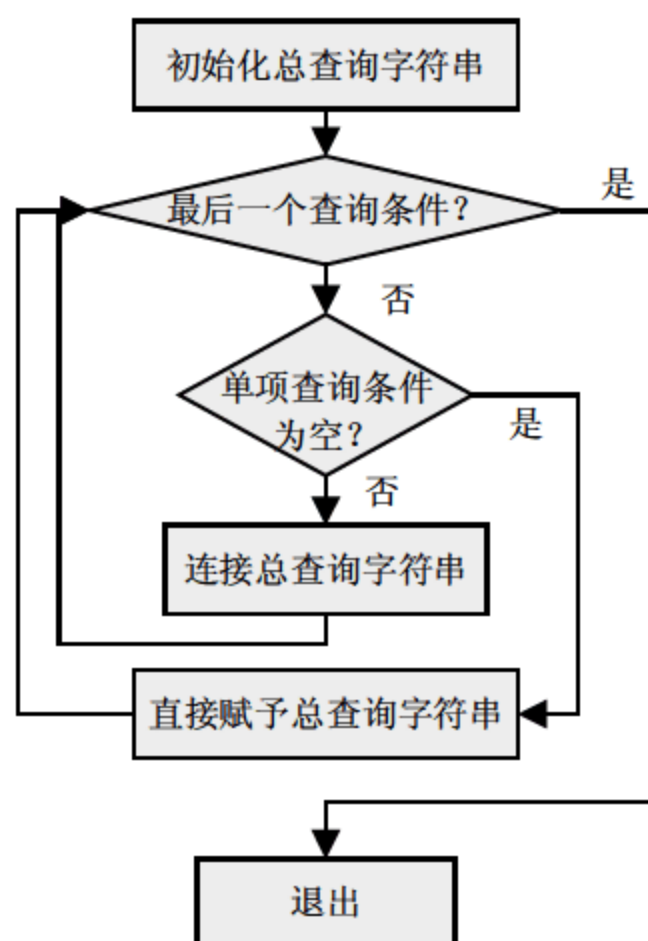 初始化总查询字符串
最后一个查询条件？
是
否
单项查询条件
为空？
是
否
连接总查询字符串
直接赋予总查询字符串
退出